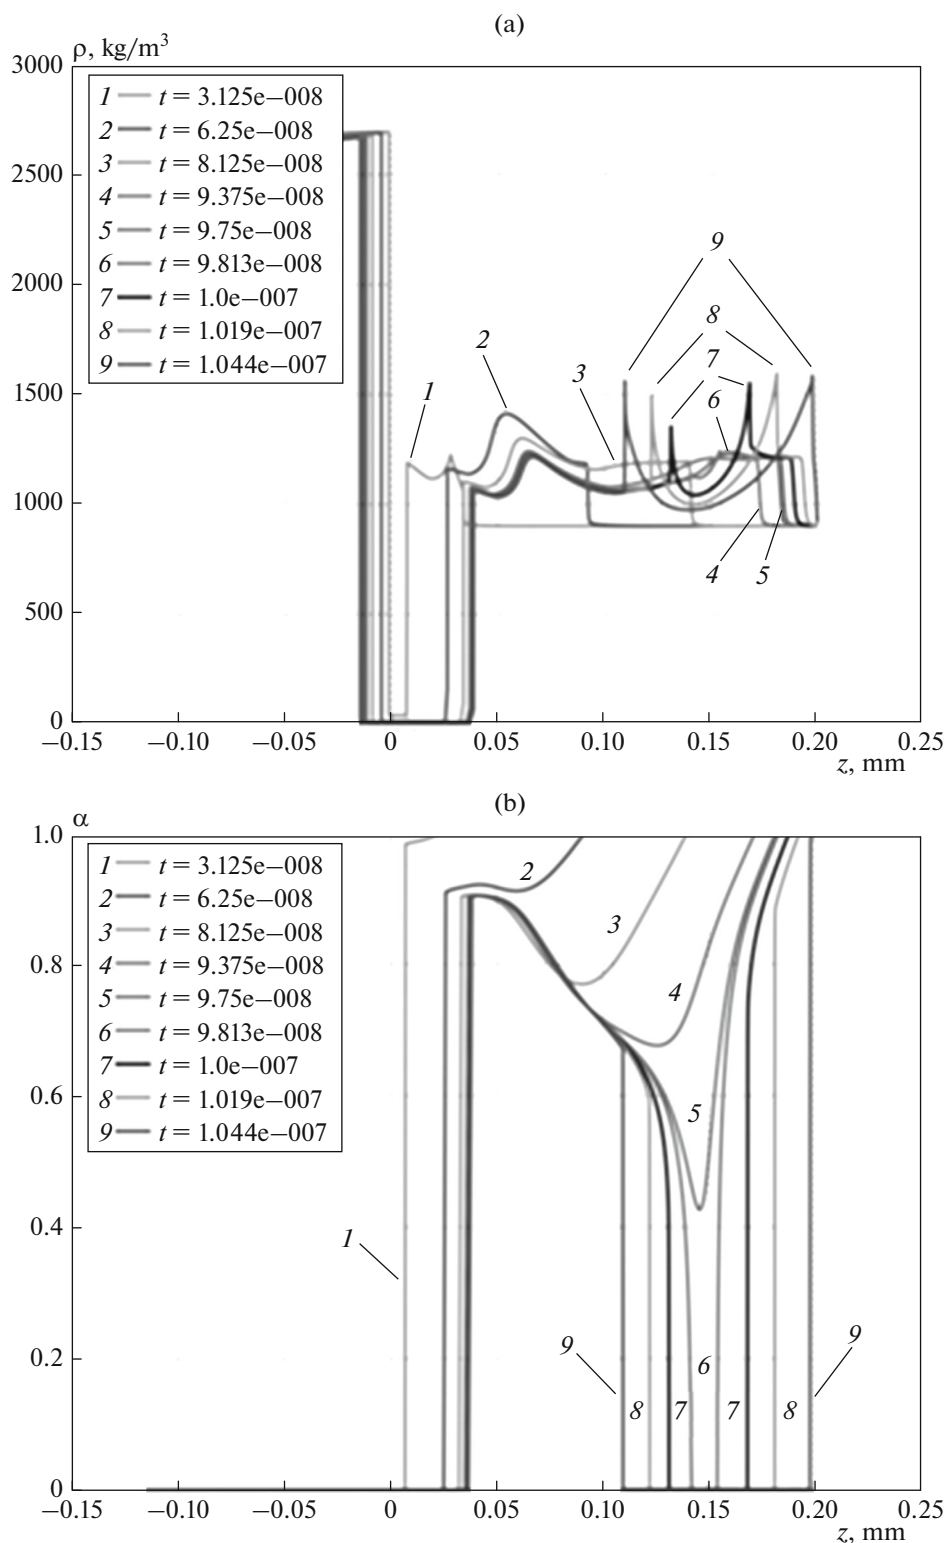 (a)
ρ, kg/m³
3000
2500
2000
1500
1000
500
0
1 t = 3.125e−008
2 t = 6.25e−008
3 t = 8.125e−008
4 t = 9.375e−008
5 t = 9.75e−008
6 t = 9.813e−008
7 t = 1.0e−007
8 t = 1.019e−007
9 t = 1.044e−007
9
8
2
7
3
1
6
4 5
−0.15 −0.10 −0.05 0 0.05 0.10 0.15 0.20 0.25
z, mm
(b)
α
1.0
0.8
0.6
0.4
0.2
0
1 t = 3.125e−008
2 t = 6.25e−008
3 t = 8.125e−008
4 t = 9.375e−008
5 t = 9.75e−008
6 t = 9.813e−008
7 t = 1.0e−007
8 t = 1.019e−007
9 t = 1.044e−007
2
3
4
5
1
9 9
6
8 7 7 8
−0.15 −0.10 −0.05 0 0.05 0.10 0.15 0.20 0.25
z, mm